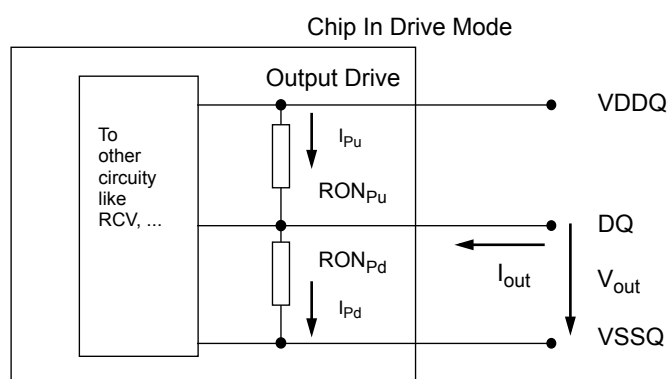 Chip In Drive Mode
Output Drive
VDDQ
To
other
circuity
like
RCV, ...
IPu
RONPu
DQ
RONPd
Iout
Vout
IPd
VSSQ